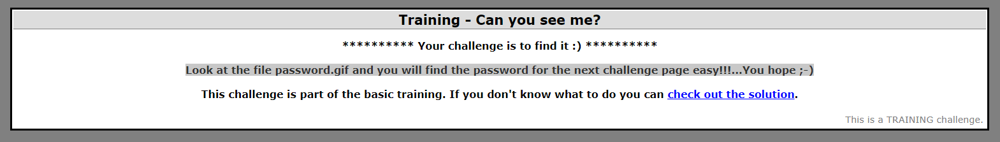 Training - Can you see me?
********** Your challenge is to find it :) **********
Look at the file password.gif and you will find the password for the next challenge page easy!!!...You hope ;-)
This challenge is part of the basic training. If you don't know what to do you can check out the solution.
This is a TRAINING challenge.